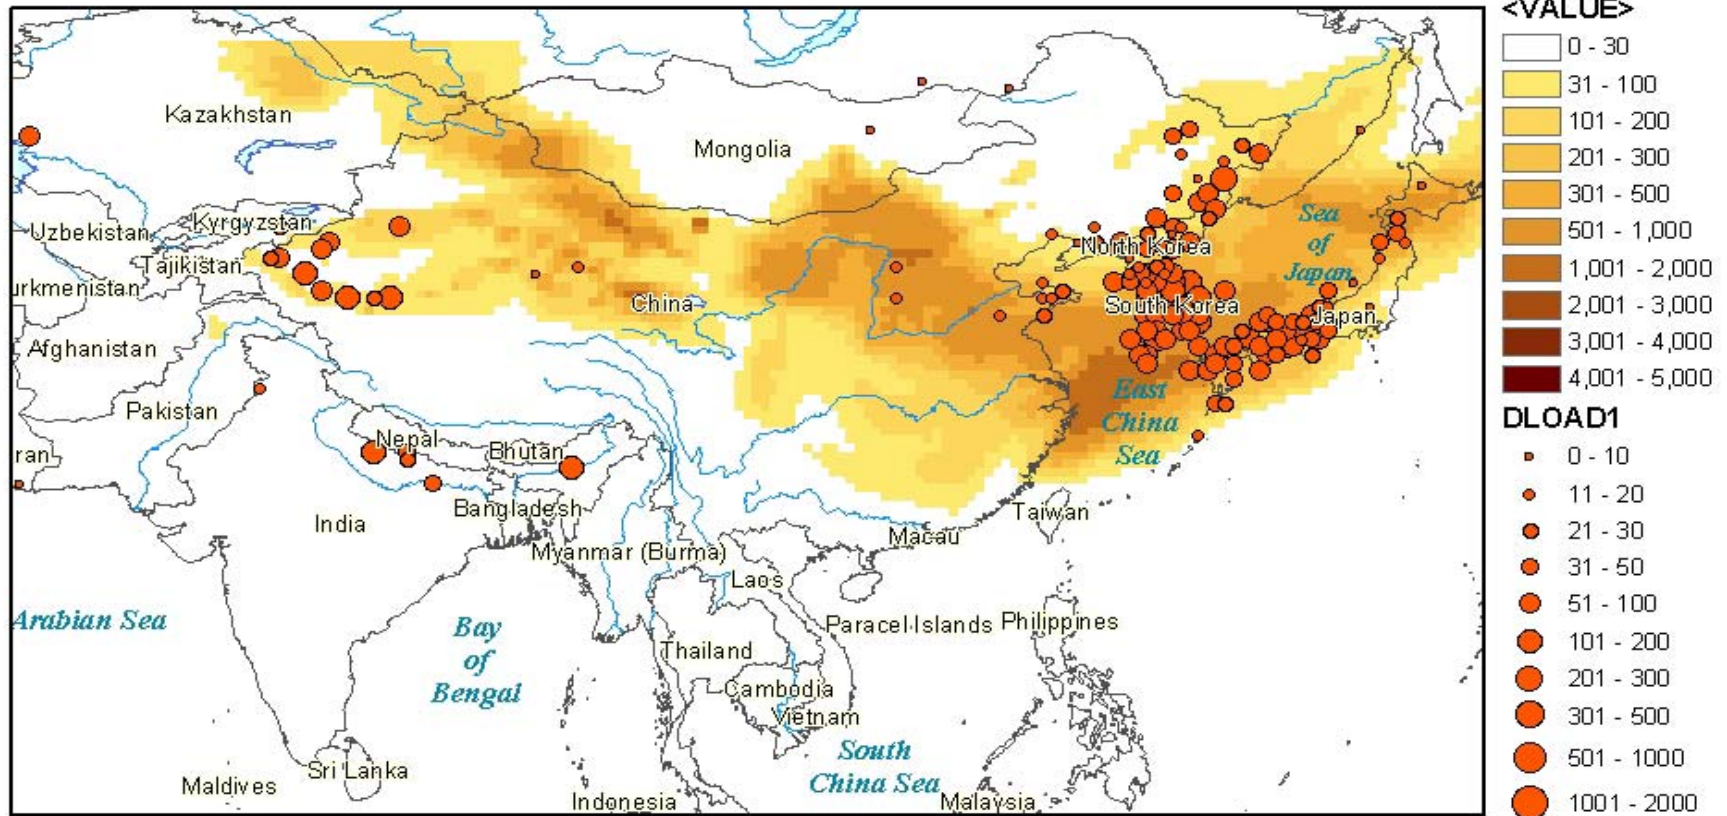 Kazakhstan
Mongolia
Kyrgyzstan
Uzbekistan
Tajikistan
urkmenistan
China
North Korea
South Korea
Sea
of
Japan
Japan
Afghanistan
Pakistan
ran
Nepal
Bhutan
East
China
Sea
India
Bangladesh
Taiwan
Macau
Myanmar (Burma)
Laos
Arabian Sea
Bay
of
Bengal
Paracel Islands
Philippines
Thailand
Cambodia
Vietnam
South
China Sea
Sri Lanka
Maldives
Indonesia
Malaysia
<VALUE>
0 - 30
31 - 100
101 - 200
201 - 300
301 - 500
501 - 1,000
1,001 - 2,000
2,001 - 3,000
3,001 - 4,000
4,001 - 5,000
DLOAD1
0 - 10
11 - 20
21 - 30
31 - 50
51 - 100
101 - 200
201 - 300
301 - 500
501 - 1000
1001 - 2000